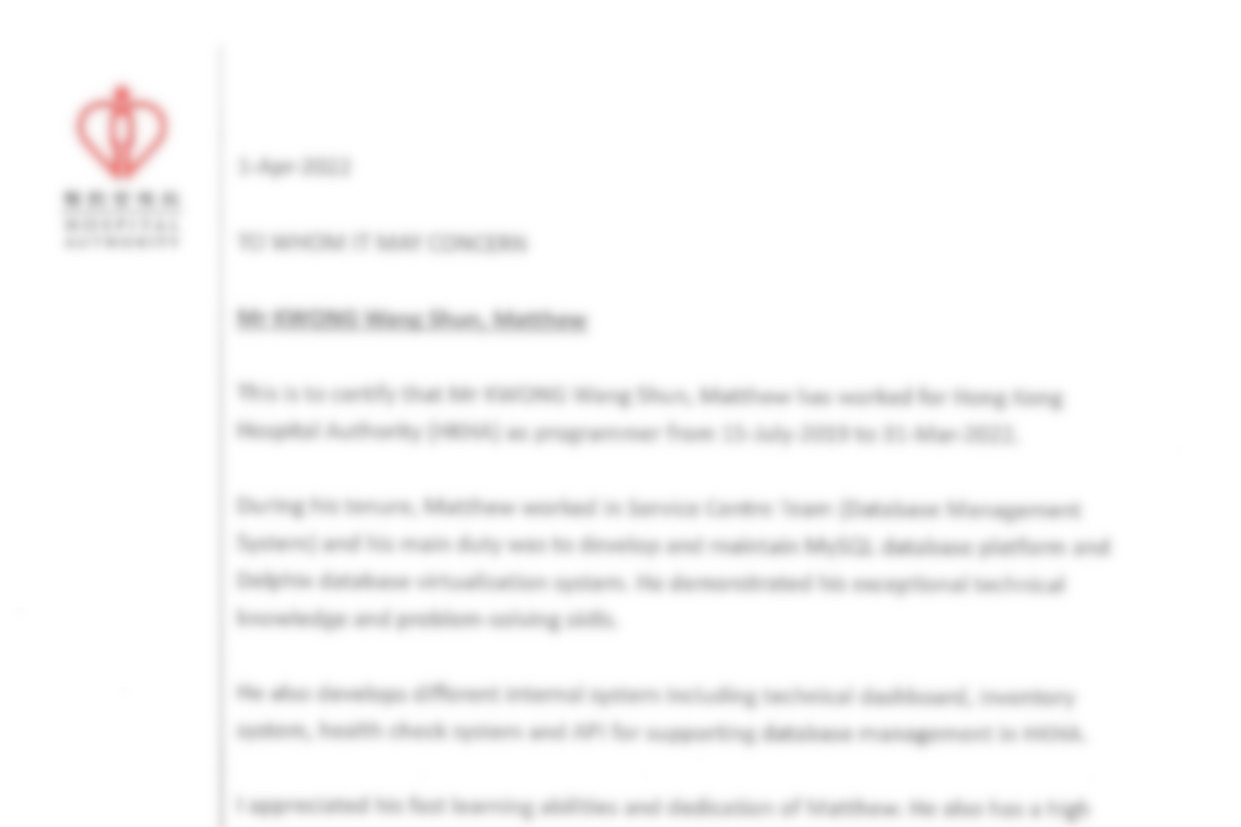 HOSPITAL
AUTHORITY
1-Apr-2022
TO WHOM IT MAY CONCERN
Mr KWONG Wang Shun, Matthew
This is to certify that Mr KWONG Wang Shun, Matthew has worked for Hong Kong
Hospital Authority (HKHA) as programmer from 15-July-2019 to 31-Mar-2022.
During his tenure, Matthew worked in Service Centre Team (Database Management
System) and his main duty was to develop and maintain MySQL database platform and
Delphix database virtualization system. He demonstrated his exceptional technical
knowledge and problem-solving skills.
He also develops different internal system including technical dashboard, inventory
system, health check system and API for supporting database management in HKHA.
I appreciated his fast learning abilities and dedication of Matthew. He also has a high